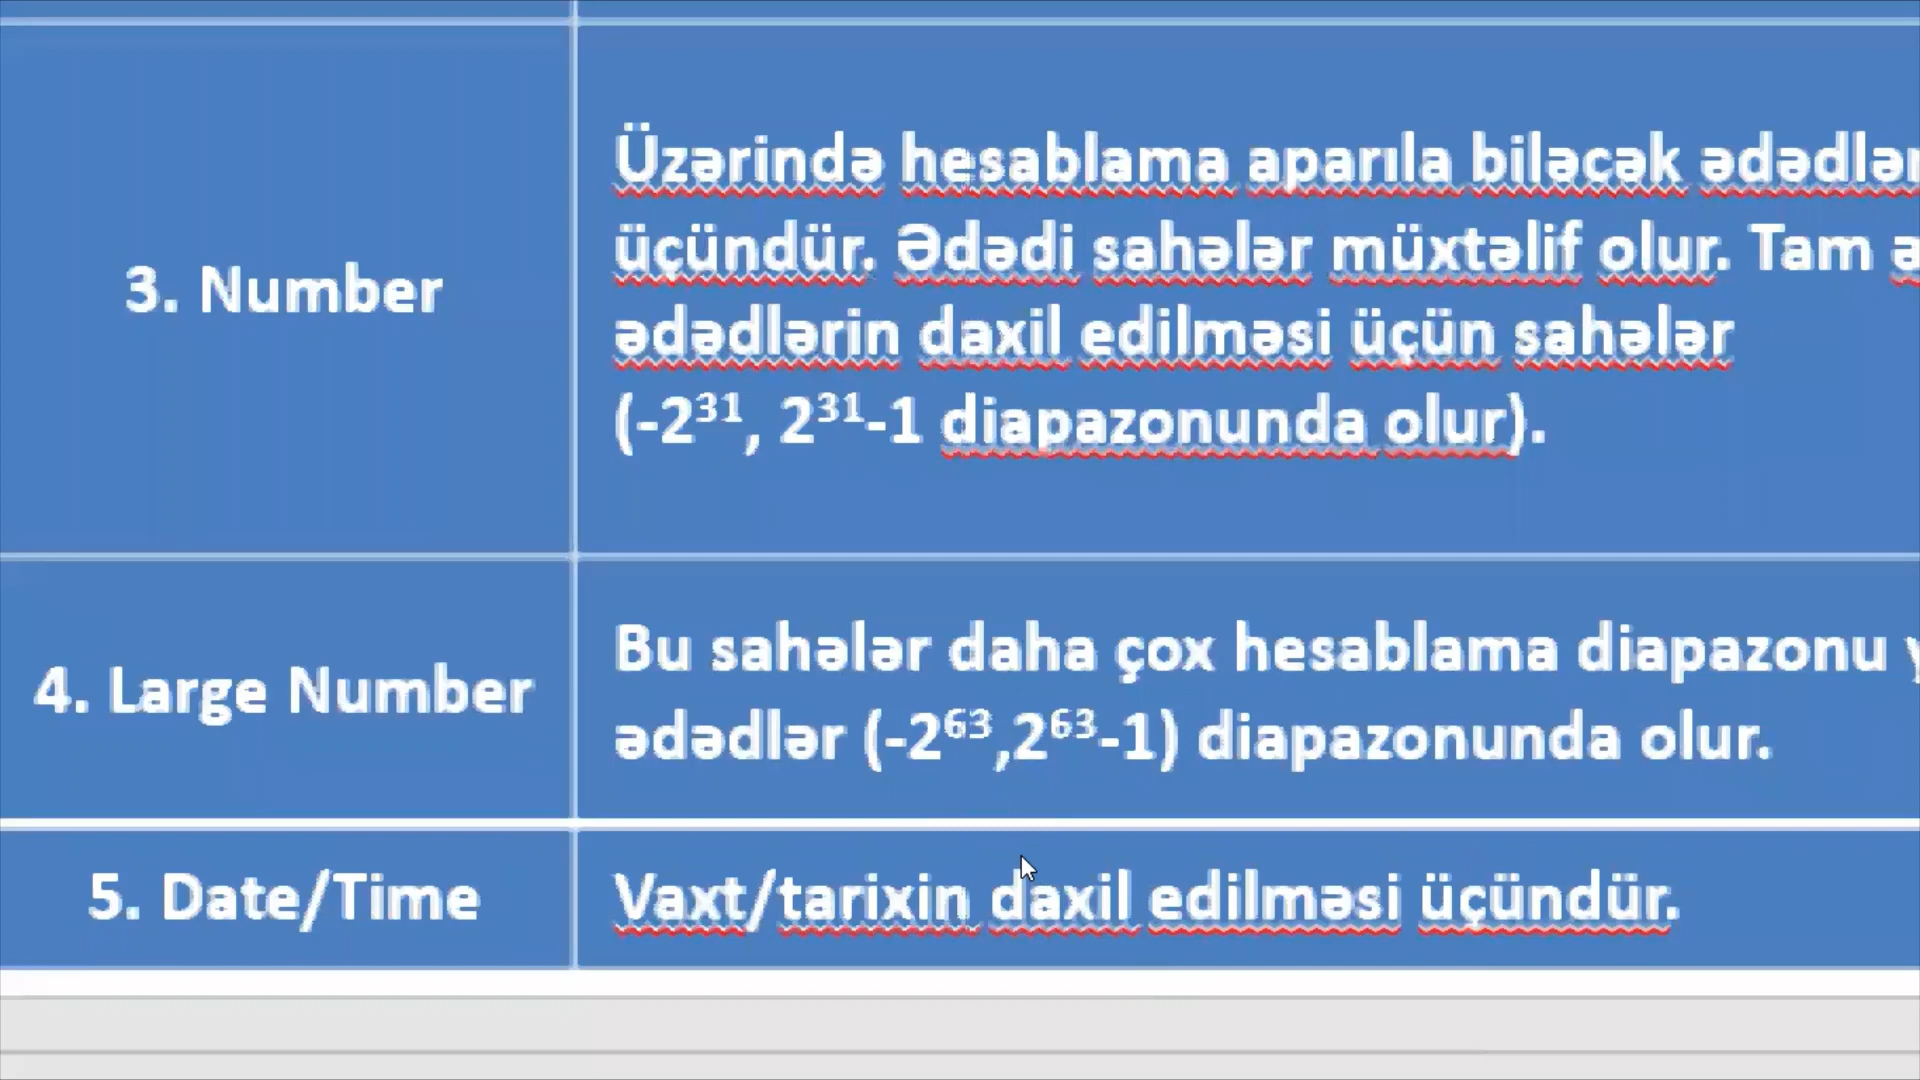 3. Number
Üzərində hesablama aparıla biləcək ədədlər
üçündür. Ədədi sahələr müxtəlif olur. Tam
ədədlərin daxil edilməsi üçün sahələr
(-2³¹, 2³¹-1 diapazonunda olur).
4. Large Number
Bu sahələr daha çox hesablama diapazonu
ədədlər (-2⁶³,2⁶³-1) diapazonunda olur.
5. Date/Time
Vaxt/tarixin daxil edilməsi üçündür.